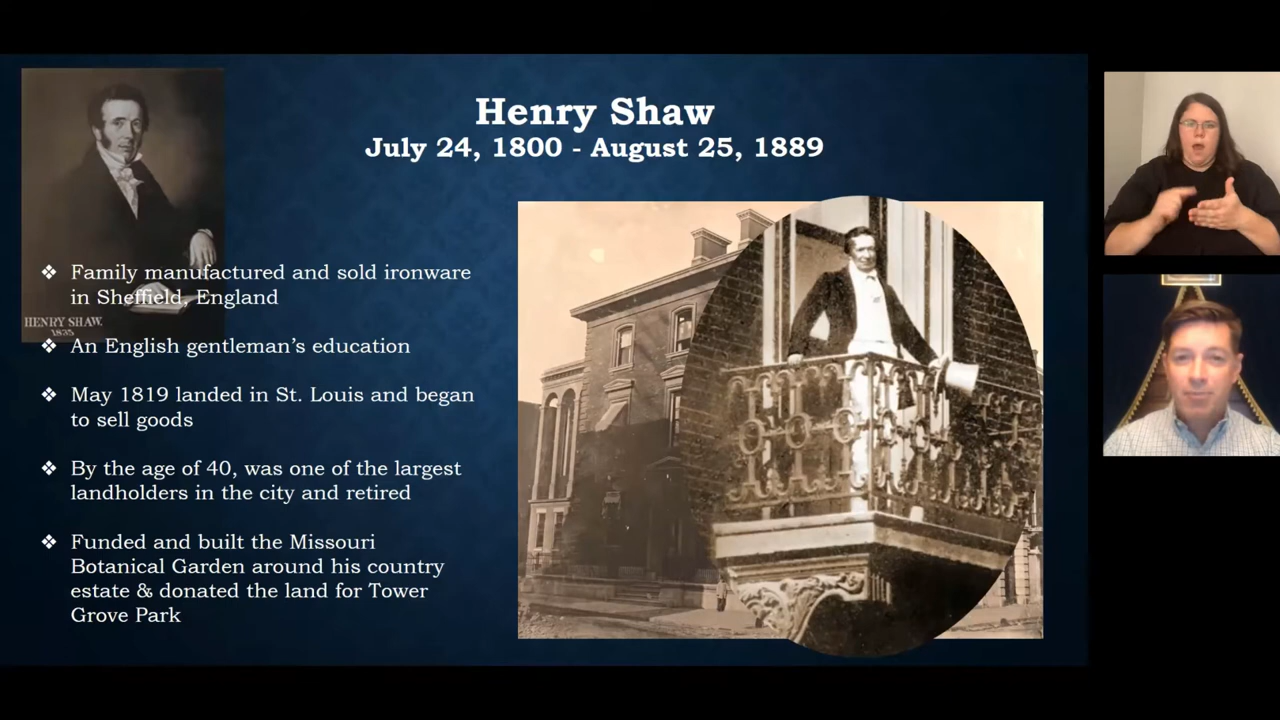 Henry Shaw
July 24, 1800 - August 25, 1889
❖ Family manufactured and sold ironware
in Sheffield, England
HENRY SHAW.
1835
❖ An English gentleman’s education
❖ May 1819 landed in St. Louis and began
to sell goods
❖ By the age of 40, was one of the largest
landholders in the city and retired
❖ Funded and built the Missouri
Botanical Garden around his country
estate & donated the land for Tower
Grove Park